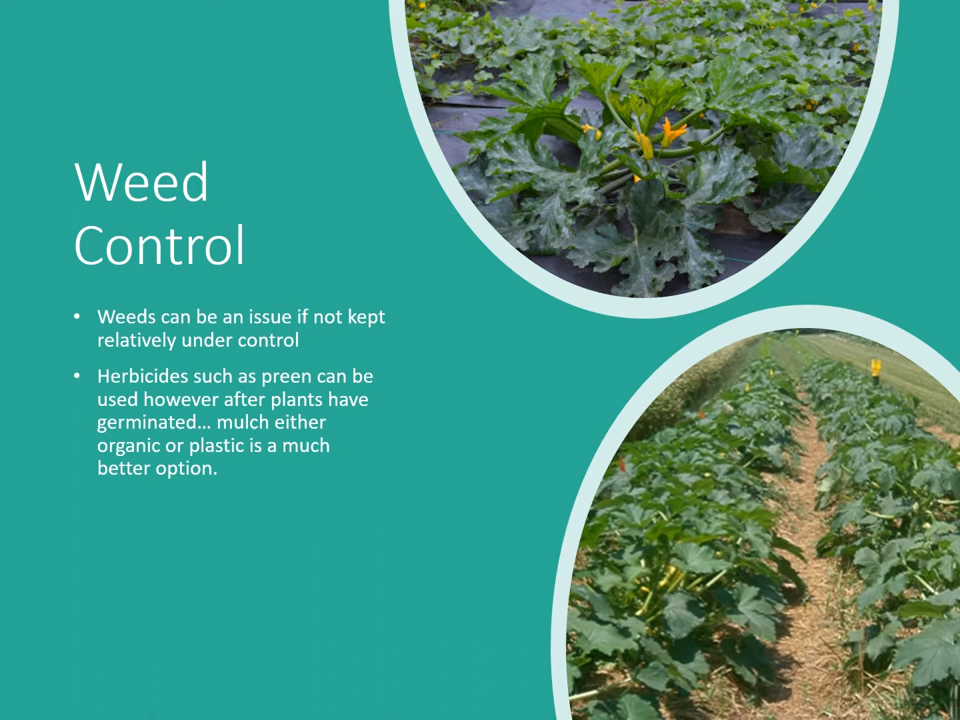 Weed
Control
• Weeds can be an issue if not kept
relatively under control
• Herbicides such as preen can be
used however after plants have
germinated... mulch either
organic or plastic is a much
better option.